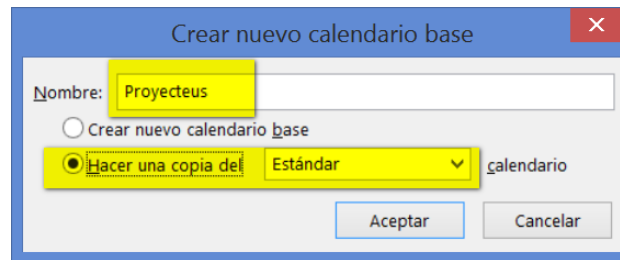 Crear nuevo calendario base
Nombre: Proyecteus
Crear nuevo calendario base
Hacer una copia del Estándar calendario
Aceptar Cancelar